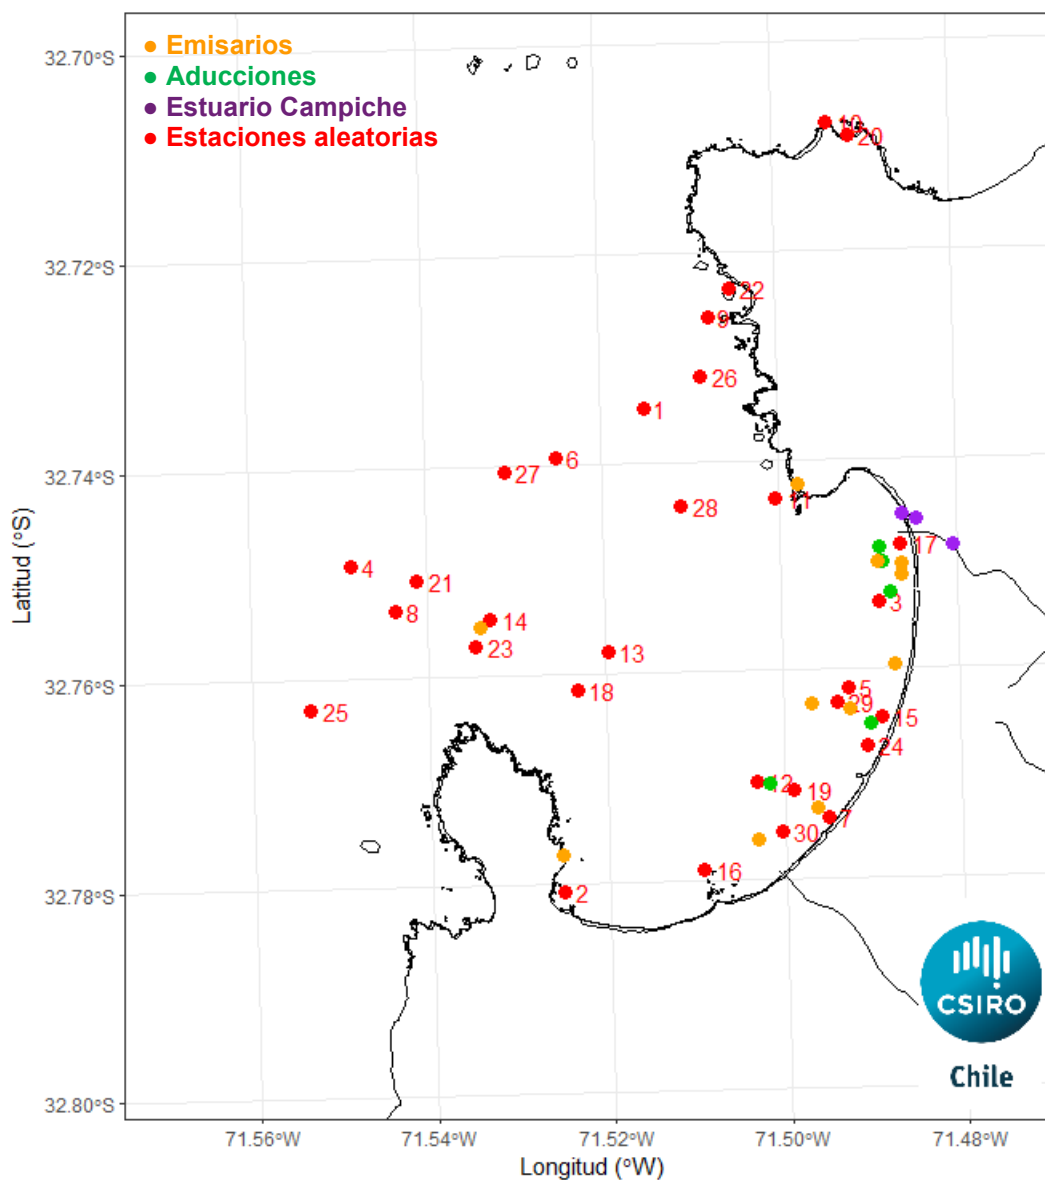 ● Emisarios
● Aducciones
● Estuario Campiche
● Estaciones aleatorias
32.70°S
32.72°S
32.74°S
32.76°S
32.78°S
32.80°S
Latitud (°S)
10
20
22
9
26
1
6
27
28
11
17
4
21
3
8
14
23
13
5
18
29
25
15
24
12
19
7
30
16
2
CSIRO
Chile
71.56°W
71.54°W
71.52°W
71.50°W
71.48°W
Longitud (°W)